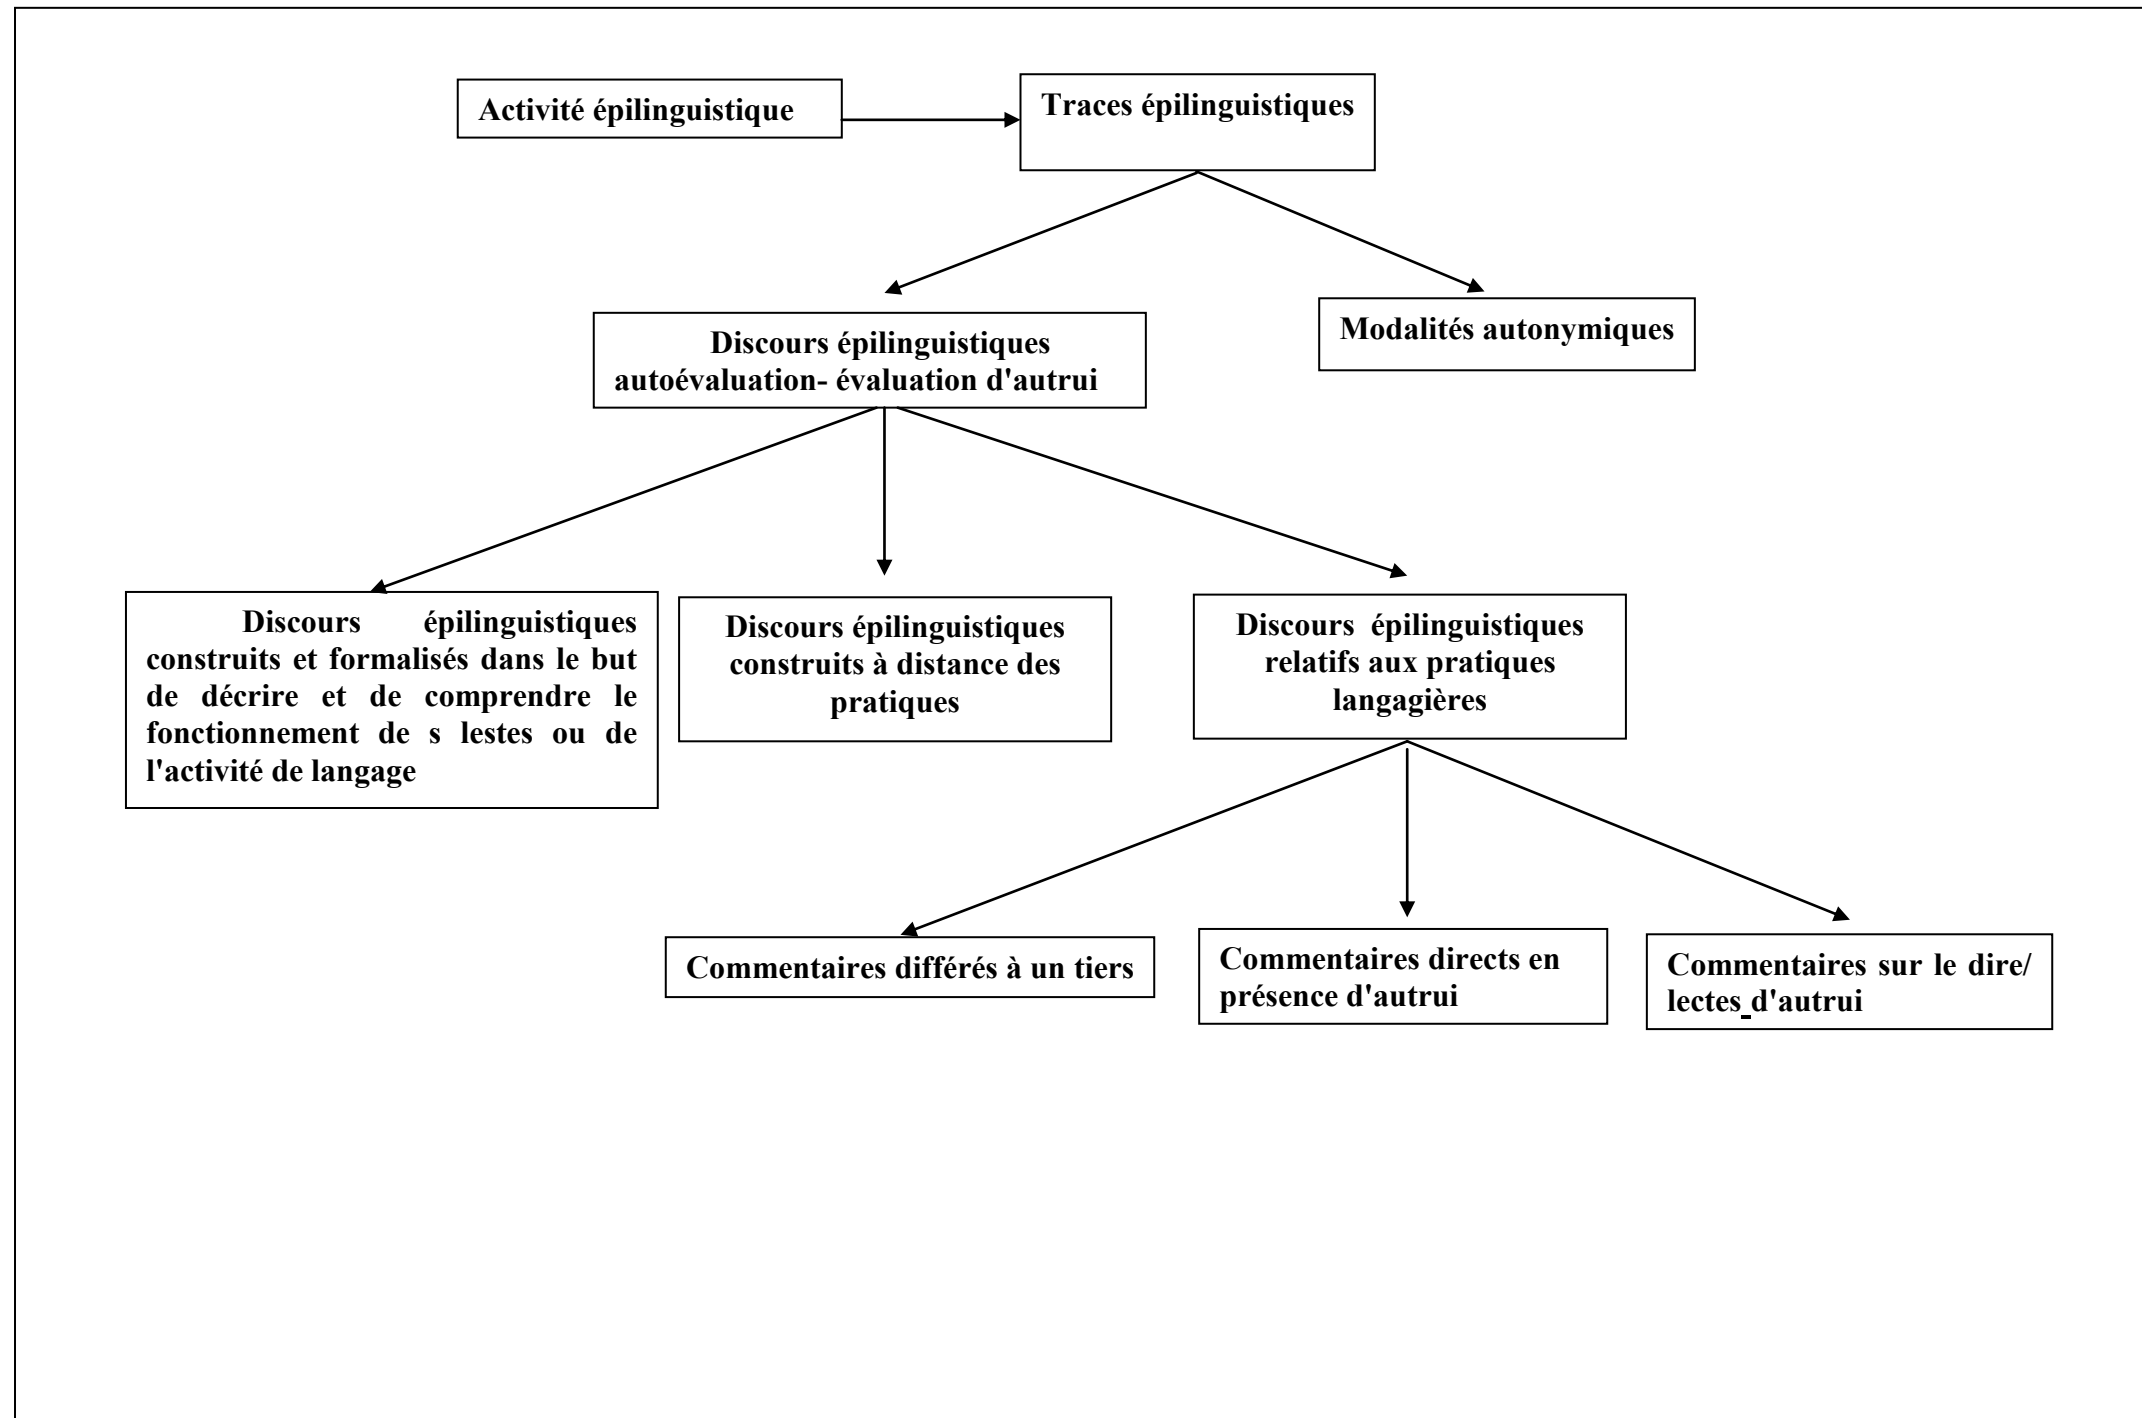 Activité épilinguistique
Traces épilinguistiques
Discours épilinguistiques
autoévaluation- évaluation d'autrui
Modalités autonymiques
Discours épilinguistiques
construits et formalisés dans le but
de décrire et de comprendre le
fonctionnement de s lestes ou de
l'activité de langage
Discours épilinguistiques
construits à distance des
pratiques
Discours épilinguistiques
relatifs aux pratiques
langagières
Commentaires différés à un tiers
Commentaires directs en
présence d'autrui
Commentaires sur le dire/
lectes d'autrui